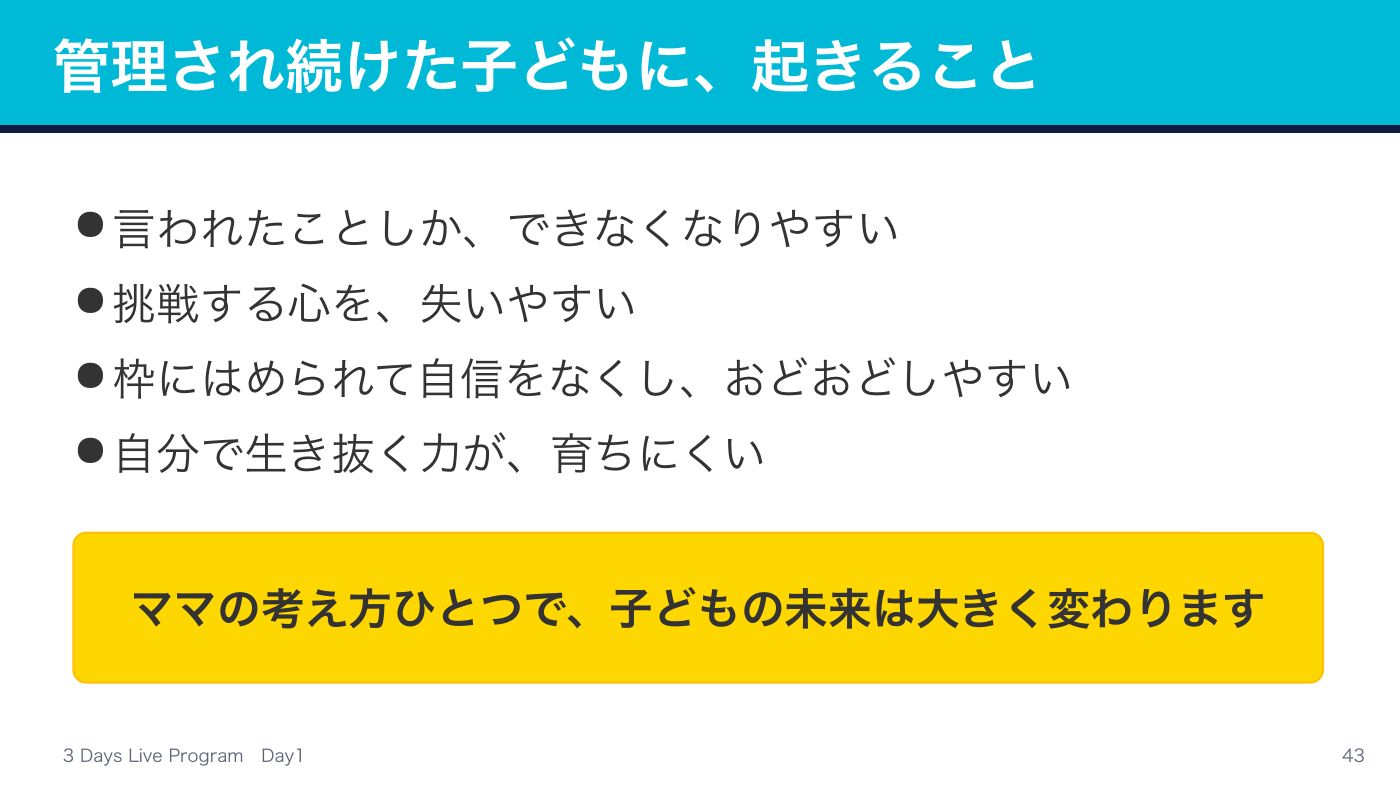 管理され続けた子どもに、起きること
●言われたことしか、できなくなりやすい
●挑戦する心を、失いやすい
●枠にはめられて自信をなくし、おどおどしやすい
●自分で生き抜く力が、育ちにくい
ママの考え方ひとつで、子どもの未来は大きく変わります
3 Days Live Program　Day1
43